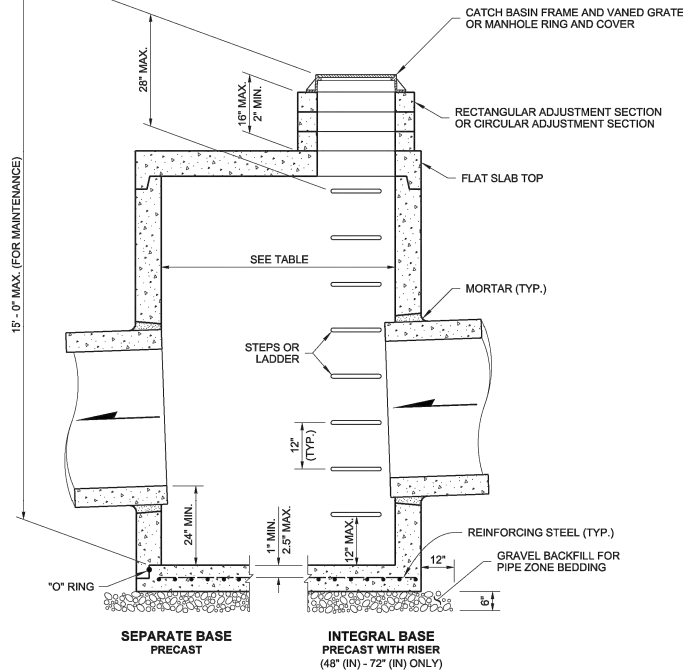 CATCH BASIN FRAME AND VANED GRATE
OR MANHOLE RING AND COVER
28" MAX.
16" MAX.
2" MIN.
RECTANGULAR ADJUSTMENT SECTION
OR CIRCULAR ADJUSTMENT SECTION
FLAT SLAB TOP
15' - 0" MAX. (FOR MAINTENANCE)
SEE TABLE
MORTAR (TYP.)
STEPS OR
LADDER
12"
(TYP.)
24" MIN.
1" MIN.
2.5" MAX.
12" MAX.
REINFORCING STEEL (TYP.)
GRAVEL BACKFILL FOR
PIPE ZONE BEDDING
12"
"O" RING
6"
SEPARATE BASE
PRECAST
INTEGRAL BASE
PRECAST WITH RISER
(48" (IN) - 72" (IN) ONLY)